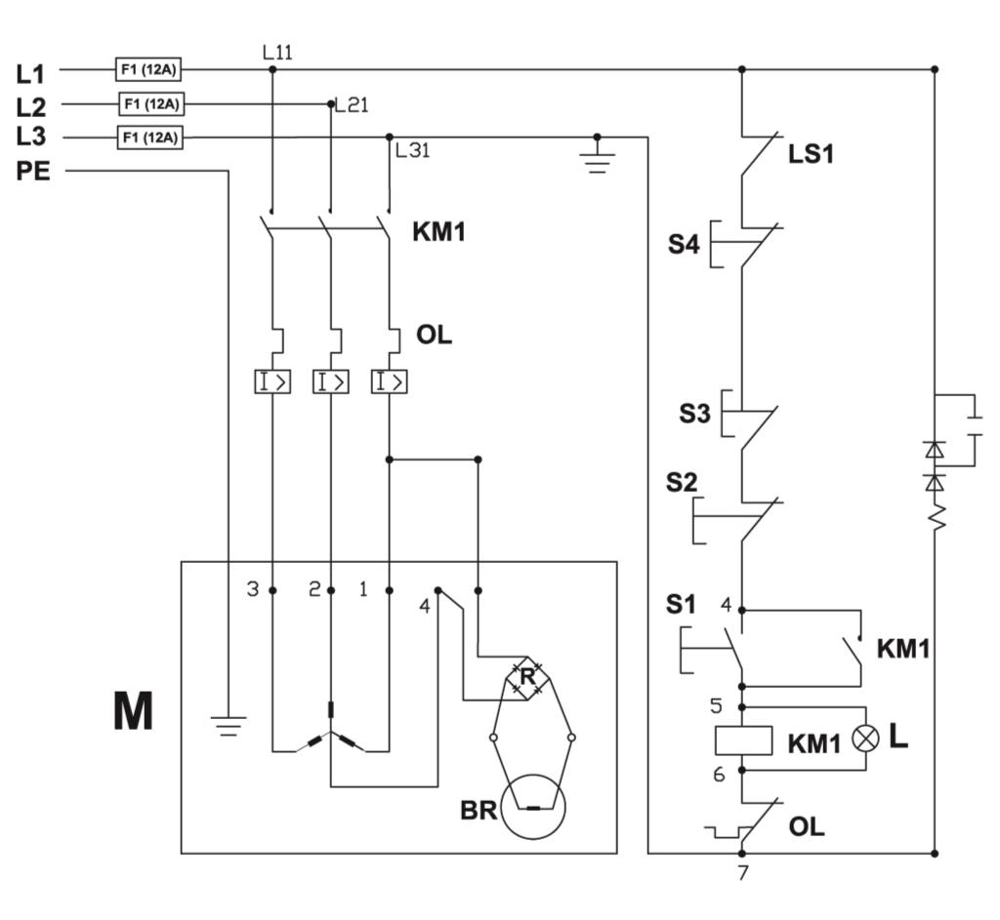 L11
L1 F1 (12A)
L2 F1 (12A) L21
L3 F1 (12A)
L31
PE
LS1
KM1
S4
OL
I > I > I >
S3
S2
3 2 1 4
S1 4
KM1
R
M
5
KM1 L
6
BR
OL
7